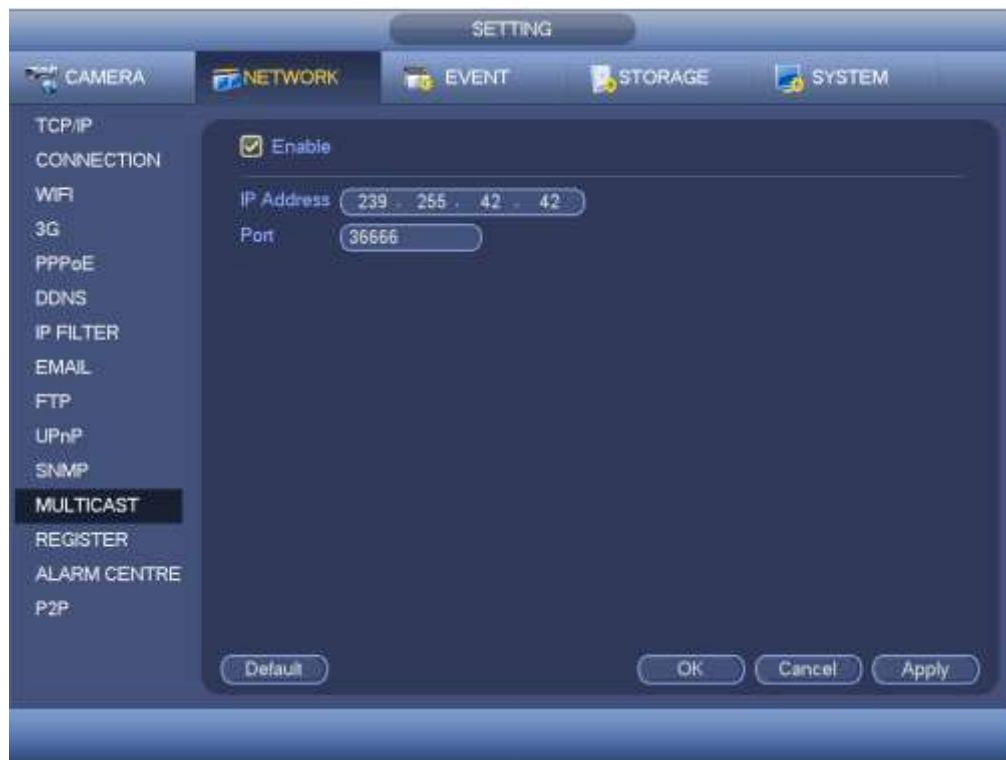 SETTING
CAMERA NETWORK EVENT STORAGE SYSTEM
TCP/IP
CONNECTION
WIFI
3G
PPPoE
DDNS
IP FILTER
EMAIL
FTP
UPnP
SNMP
MULTICAST
REGISTER
ALARM CENTRE
P2P
Enable
IP Address 239 . 255 . 42 . 42
Port 36666
Default OK Cancel Apply